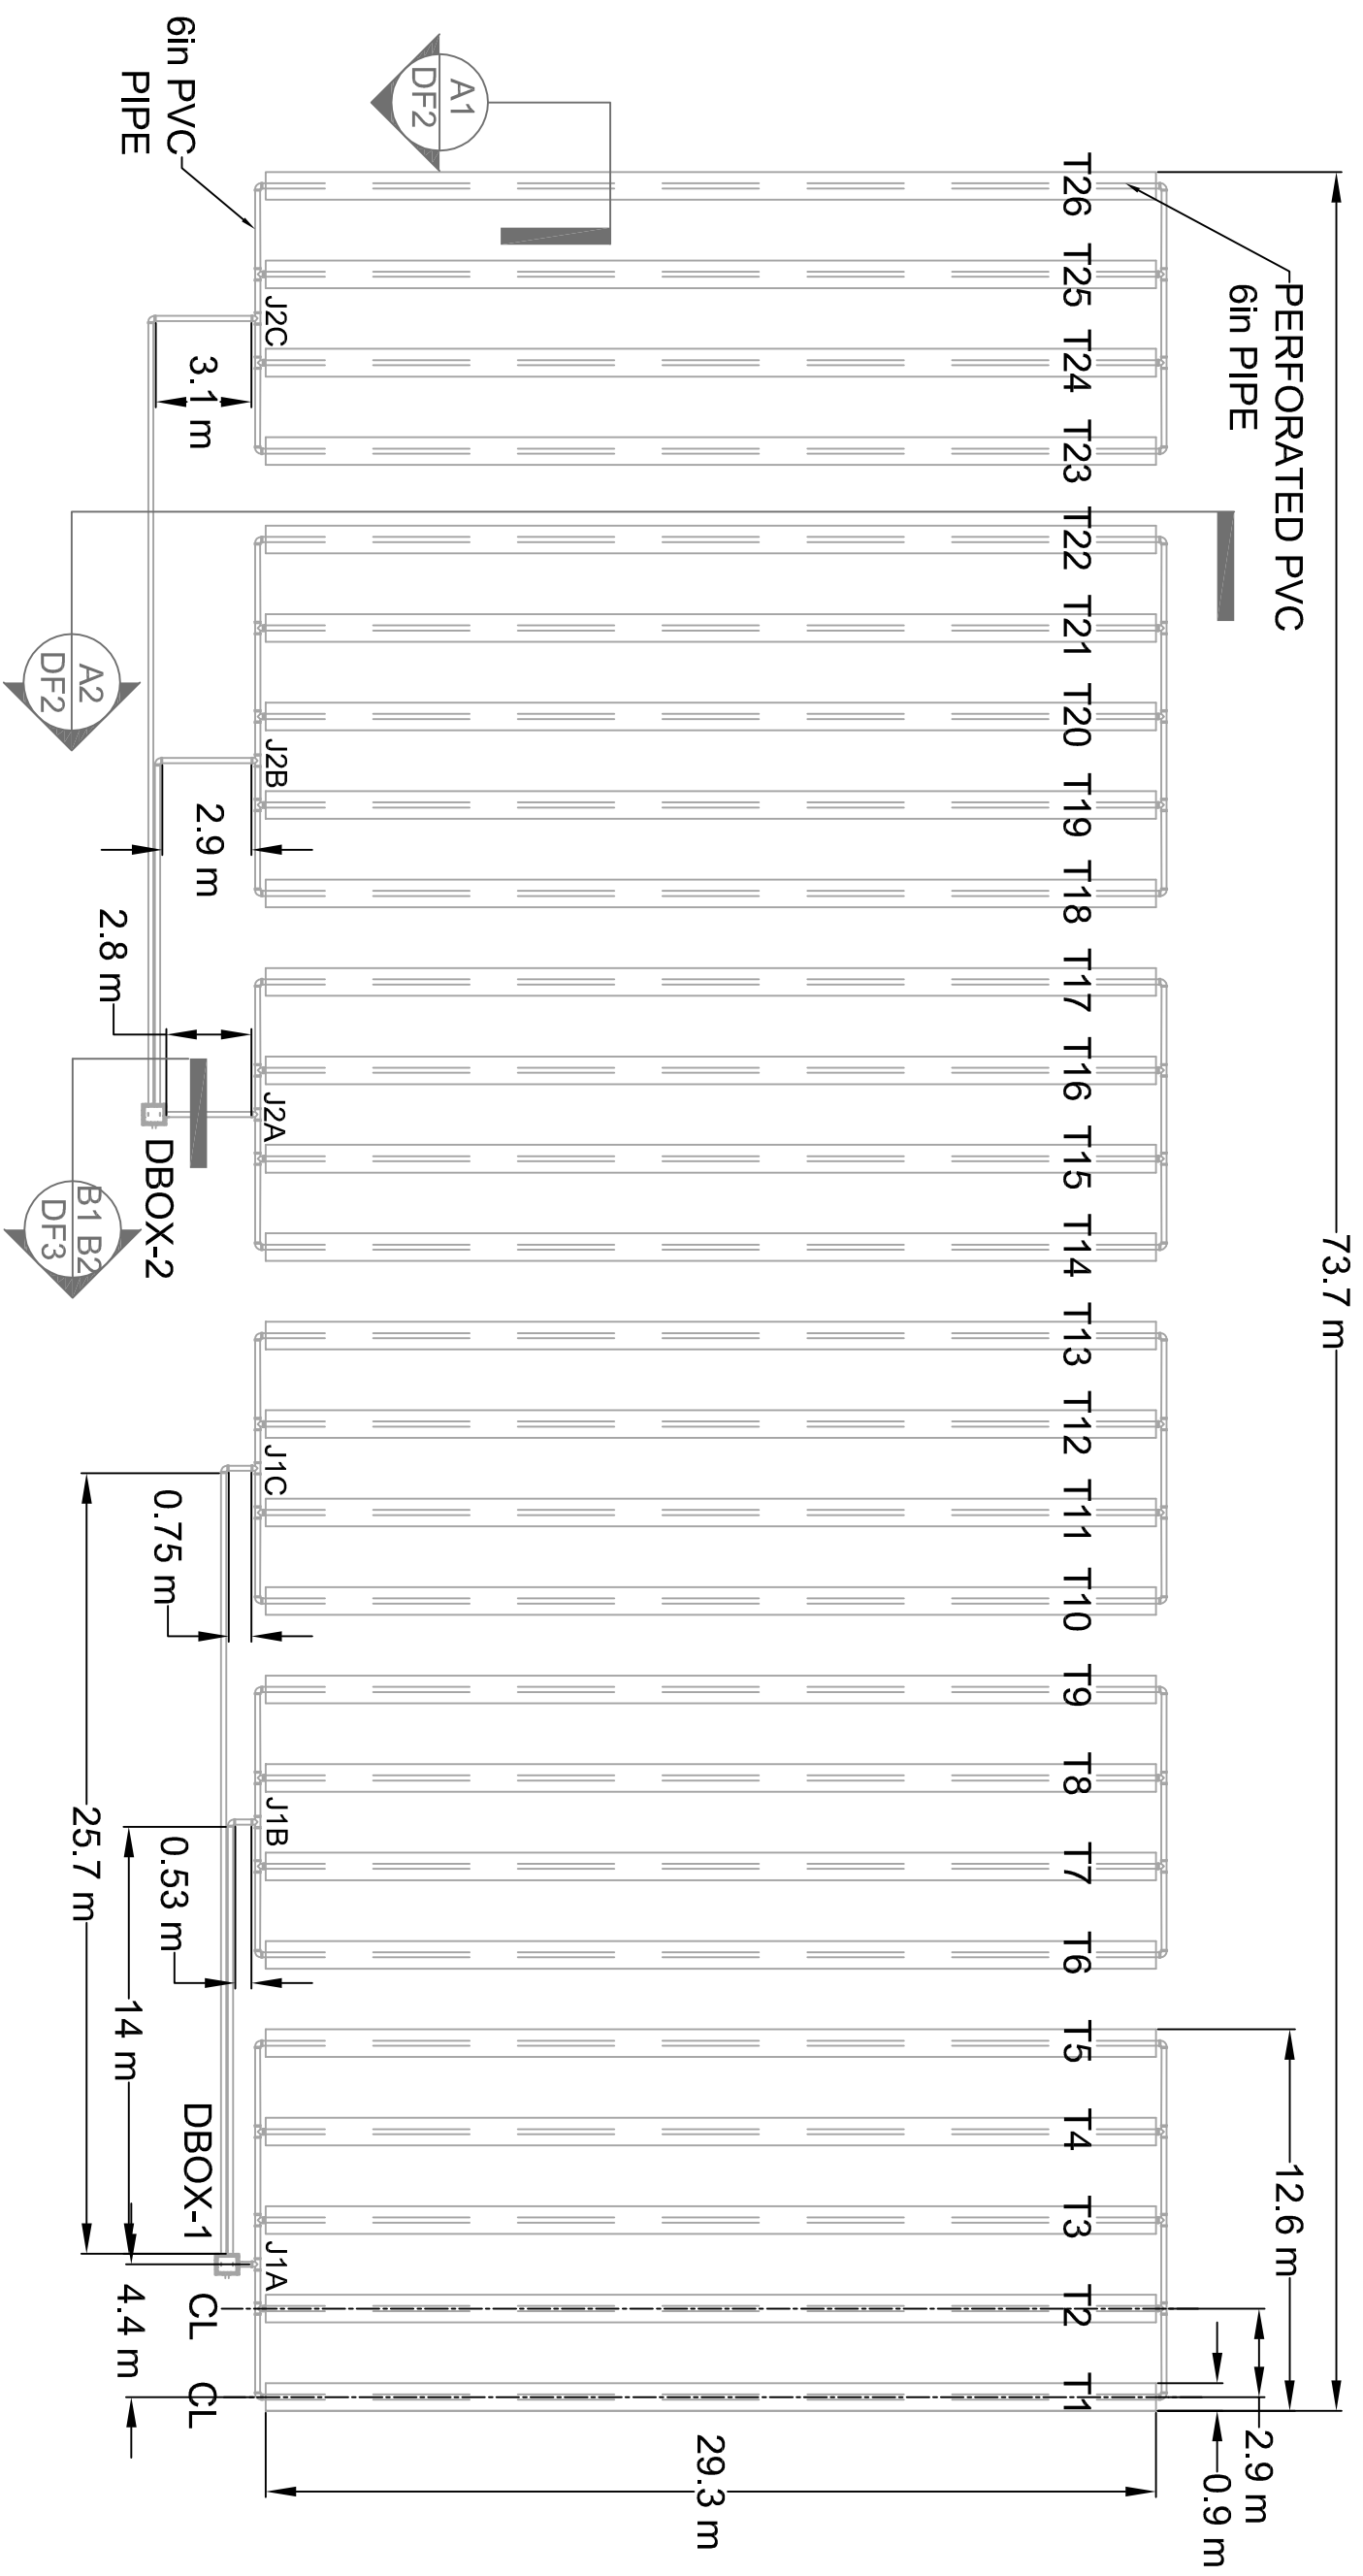 73.7 m
PERFORATED PVC
6in PIPE
12.6 m
2.9 m
0.9 m
T26
T25
T24
T23
T22
T21
T20
T19
T18
T17
T16
T15
T14
T13
T12
T11
T10
T9
T8
T7
T6
T5
T4
T3
T2
T1
29.3 m
A1
DF2
6in PVC
PIPE
J2C
J2B
J2A
J1C
J1B
J1A
3.1 m
2.9 m
2.8 m
0.75 m
0.53 m
DBOX-2
DBOX-1
CL
CL
14 m
4.4 m
25.7 m
A2
DF2
B1 B2
DF3